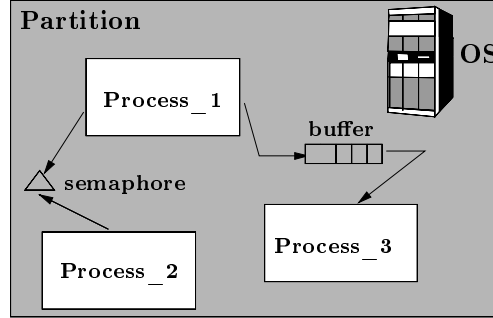 Partition
OS
Process_1
buffer
semaphore
Process_3
Process_2